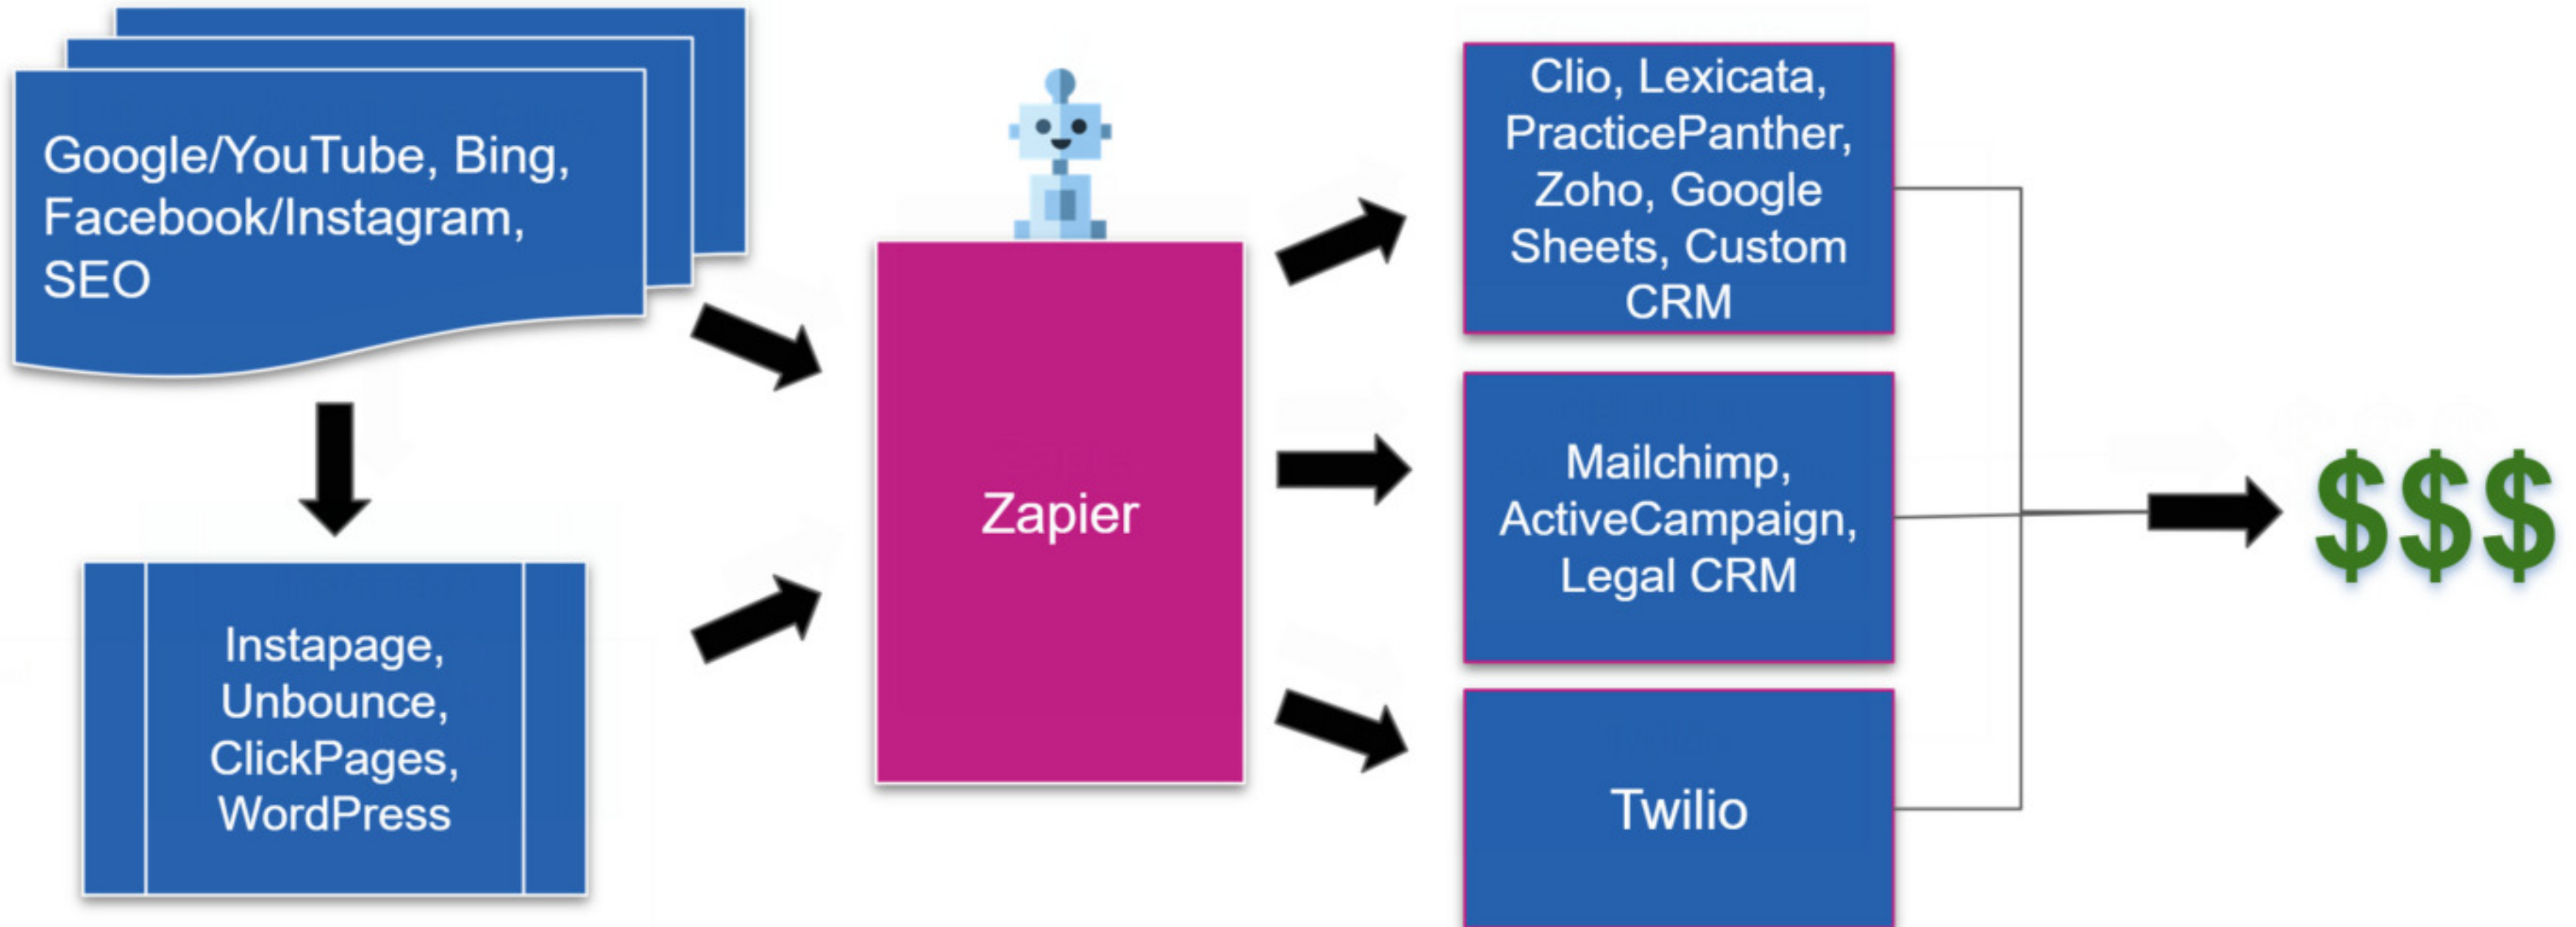 Google/YouTube, Bing,
Facebook/Instagram,
SEO
Instapage,
Unbounce,
ClickPages,
WordPress
Zapier
Clio, Lexicata,
PracticePanther,
Zoho, Google
Sheets, Custom
CRM
Mailchimp,
ActiveCampaign,
Legal CRM
Twilio
$$$